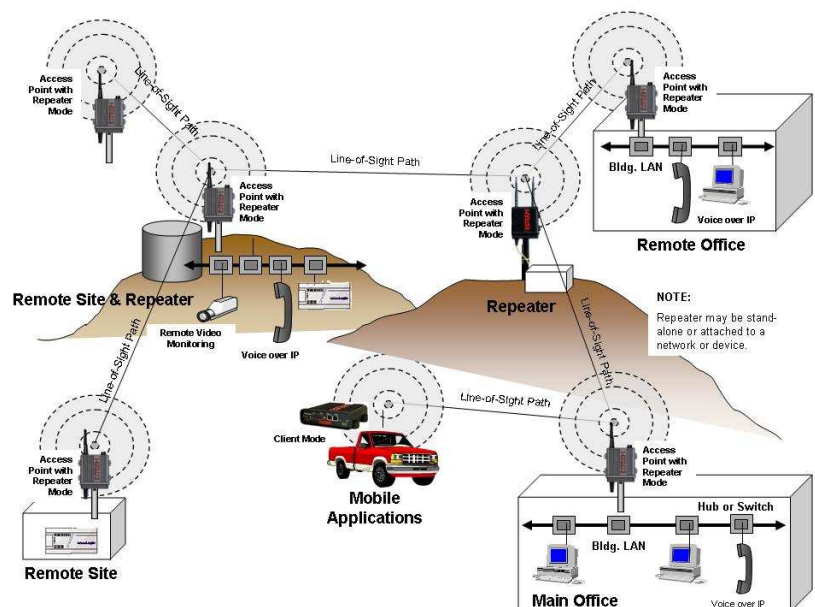 Access
Point with
Repeater
Mode
Line-of-Sight Path
Access
Point with
Repeater
Mode
Line-of-Sight Path
Access
Point with
Repeater
Mode
Line-of-Sight Path
Access
Point with
Repeater
Mode
Bldg. LAN
Voice over IP
Remote Office
Remote Site & Repeater
Remote Video
Monitoring
Voice over IP
Repeater
NOTE:
Repeater may be stand-
alone or attached to a
network or device.
Line-of-Sight Path
Line-of-Sight Path
Access
Point with
Repeater
Mode
Remote Site
Client Mode
Line-of-Sight Path
Mobile
Applications
Access
Point with
Repeater
Mode
Hub or Switch
Bldg. LAN
Voice over IP
Main Office